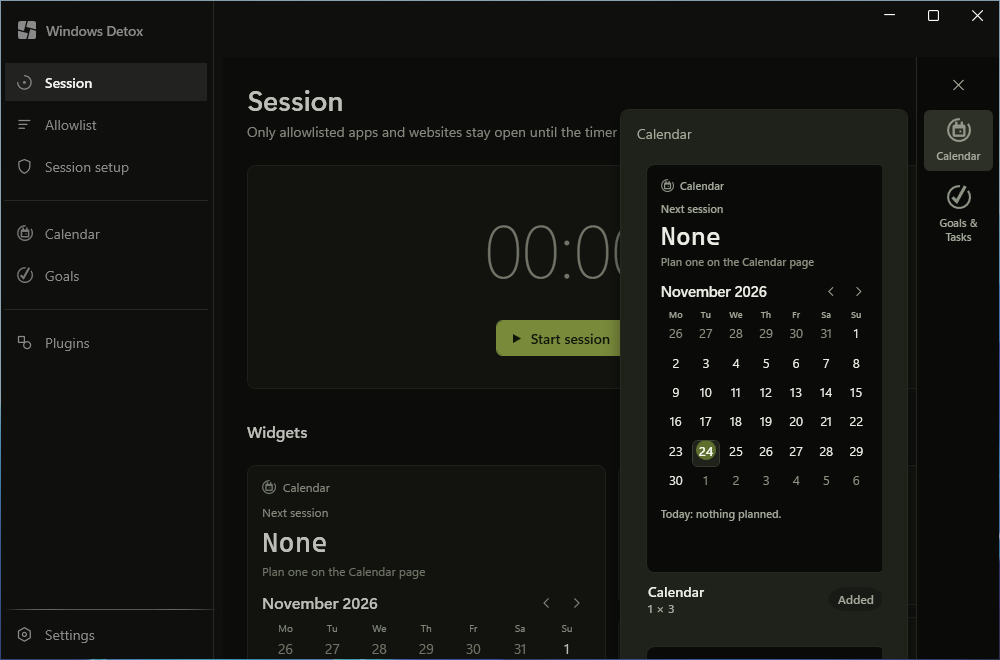 Windows Detox
Session
Allowlist
Session setup
Calendar
Goals
Plugins
Settings
Session
Only allowlisted apps and websites stay open until the timer
00:00
Start session
Widgets
Calendar
Next session
None
Plan one on the Calendar page
November 2026
Mo Tu We Th Fr Sa Su
26 27 28 29 30 31 1
Calendar
Calendar
Next session
None
Plan one on the Calendar page
November 2026
Mo Tu We Th Fr Sa Su
26 27 28 29 30 31 1
2 3 4 5 6 7 8
9 10 11 12 13 14 15
16 17 18 19 20 21 22
23 24 25 26 27 28 29
30 1 2 3 4 5 6
Today: nothing planned.
Calendar
1 × 3
Added
Calendar
Goals &
Tasks